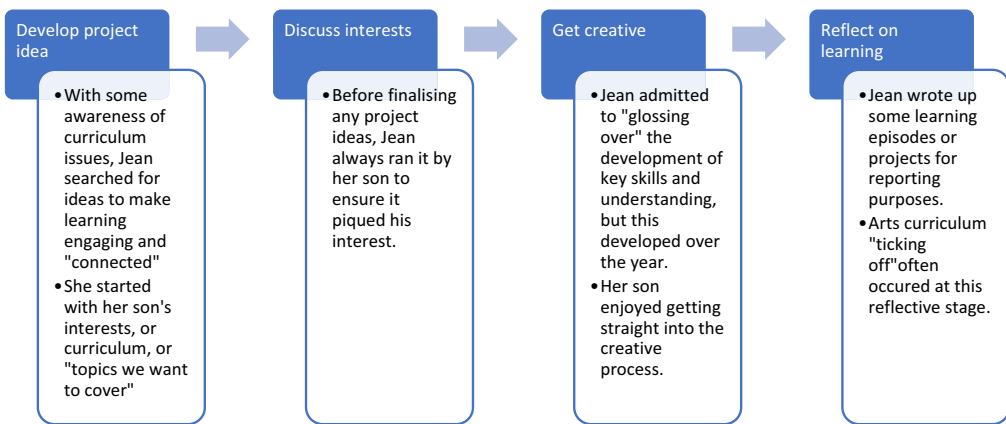 Develop project
idea
•With some
awareness of
curriculum
issues, Jean
searched for
ideas to make
learning
engaging and
"connected"
•She started
with her son's
interests, or
curriculum, or
"topics we want
to cover"
Discuss interests
•Before finalising
any project
ideas, Jean
always ran it by
her son to
ensure it
piqued his
interest.
Get creative
•Jean admitted
to "glossing
over" the
development of
key skills and
understanding,
but this
developed over
the year.
•Her son
enjoyed getting
straight into the
creative
process.
Reflect on
learning
•Jean wrote up
some learning
episodes or
projects for
reporting
purposes.
•Arts curriculum
"ticking
off"often
occured at this
reflective stage.